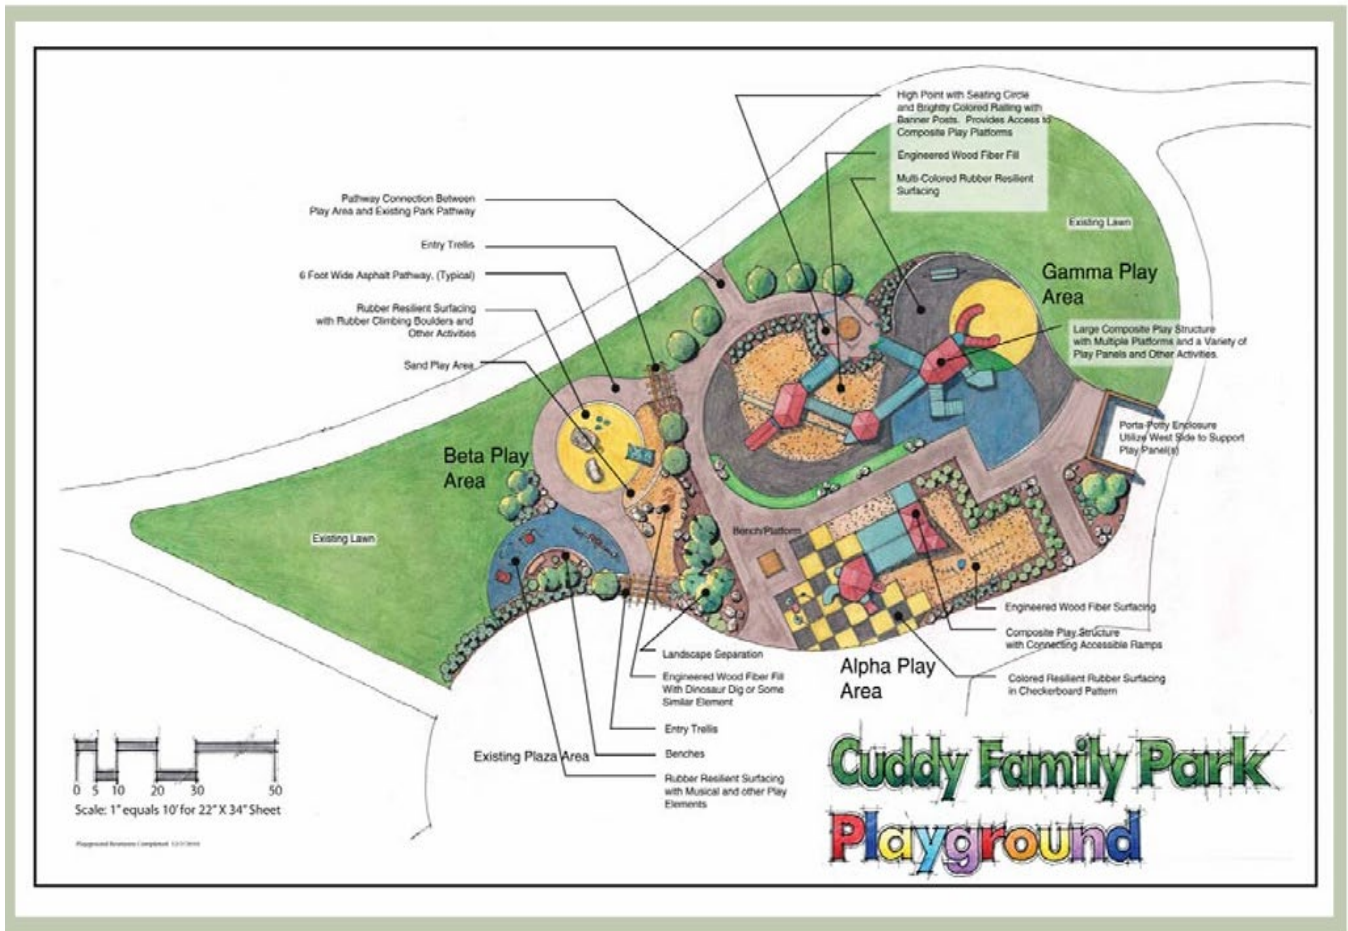 High Point with Seating Circle
and Brightly Colored Railing with
Banner Posts. Provides Access to
Composite Play Platforms
Engineered Wood Fiber Fill
Multi-Colored Rubber Resilient
Surfacing
Existing Lawn
Gamma Play
Area
Large Composite Play Structure
with Multiple Platforms and a Variety of
Play Panels and Other Activities.
Porta-Potty Enclosure
Utilize West Side to Support
Play Panel(s)
Pathway Connection Between
Play Area and Existing Park Pathway
Entry Trellis
6 Foot Wide Asphalt Pathway, (Typical)
Rubber Resilient Surfacing
with Rubber Climbing Boulders and
Other Activities
Sand Play Area
Beta Play
Area
Existing Lawn
Bench/Platform
Engineered Wood Fiber Surfacing
Composite Play Structure
with Connecting Accessible Ramps
Colored Resilient Rubber Surfacing
in Checkerboard Pattern
Alpha Play
Area
Landscape Separation
Engineered Wood Fiber Fill
With Dinosaur Dig or Some
Similar Element
Entry Trellis
Benches
Rubber Resilient Surfacing
with Musical and other Play
Elements
Existing Plaza Area
0 5 10 20 30 50
Scale: 1" equals 10' for 22" X 34" Sheet
Playground Completed
Cuddy Family Park
Playground